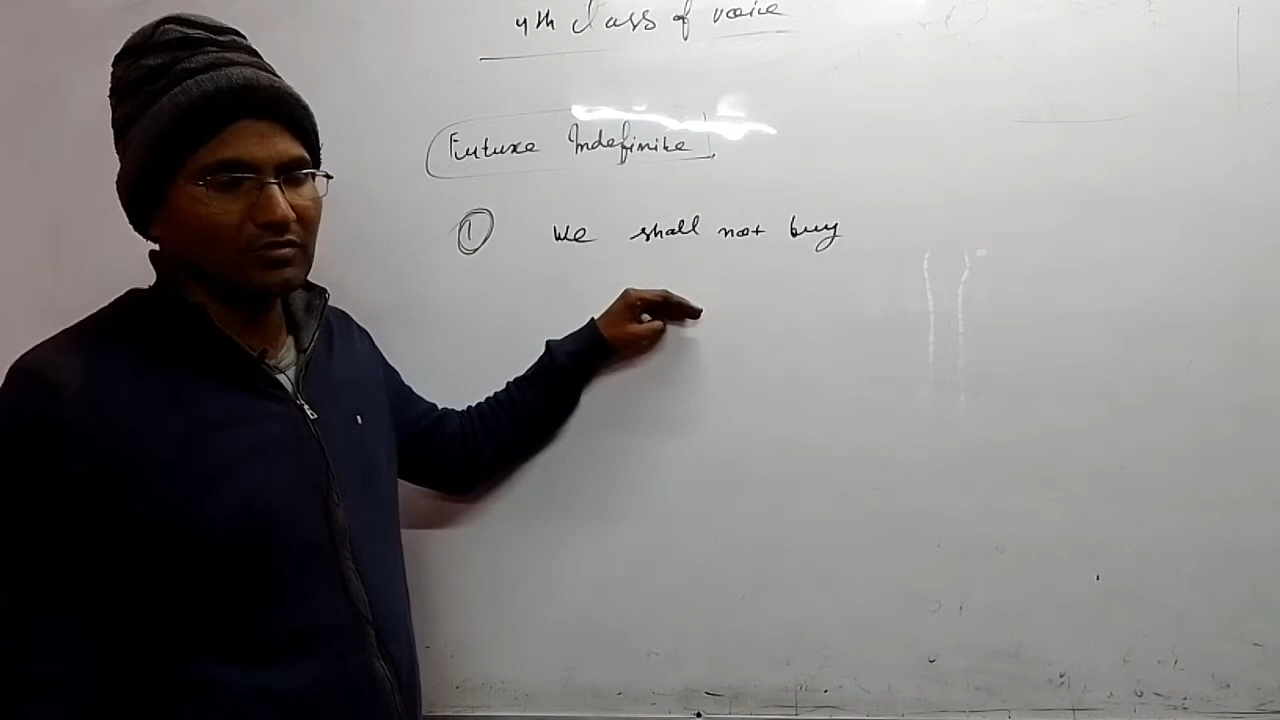 4th class of voice
Future Indefinite
1 We shall not buy